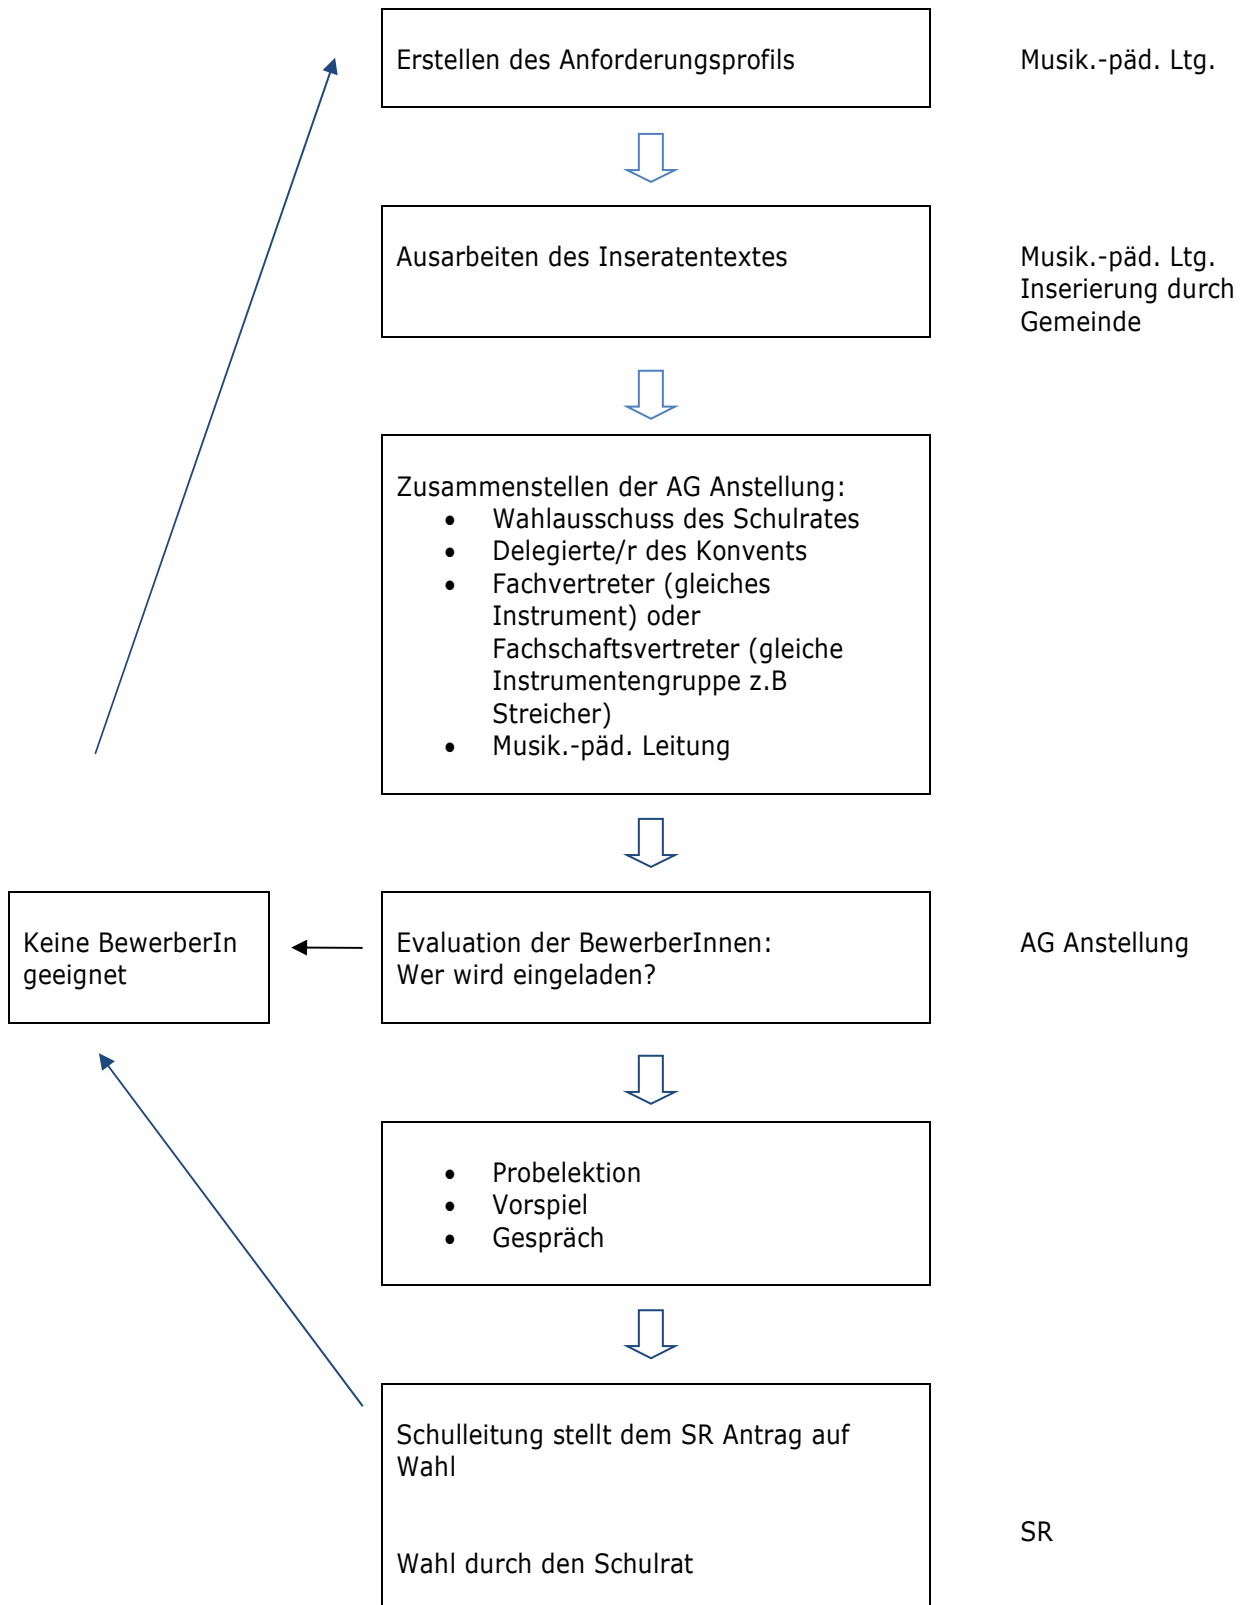 Erstellen des Anforderungsprofils
Musik.-päd. Ltg.
Ausarbeiten des Inseratentextes
Musik.-päd. Ltg.
Inserierung durch
Gemeinde
Zusammenstellen der AG Anstellung:
• Wahlausschuss des Schulrates
• Delegierte/r des Konvents
• Fachvertreter (gleiches
Instrument) oder
Fachschaftsvertreter (gleiche
Instrumentengruppe z.B
Streicher)
• Musik.-päd. Leitung
Keine BewerberIn
geeignet
Evaluation der BewerberInnen:
Wer wird eingeladen?
AG Anstellung
• Probelektion
• Vorspiel
• Gespräch
Schulleitung stellt dem SR Antrag auf
Wahl
SR
Wahl durch den Schulrat